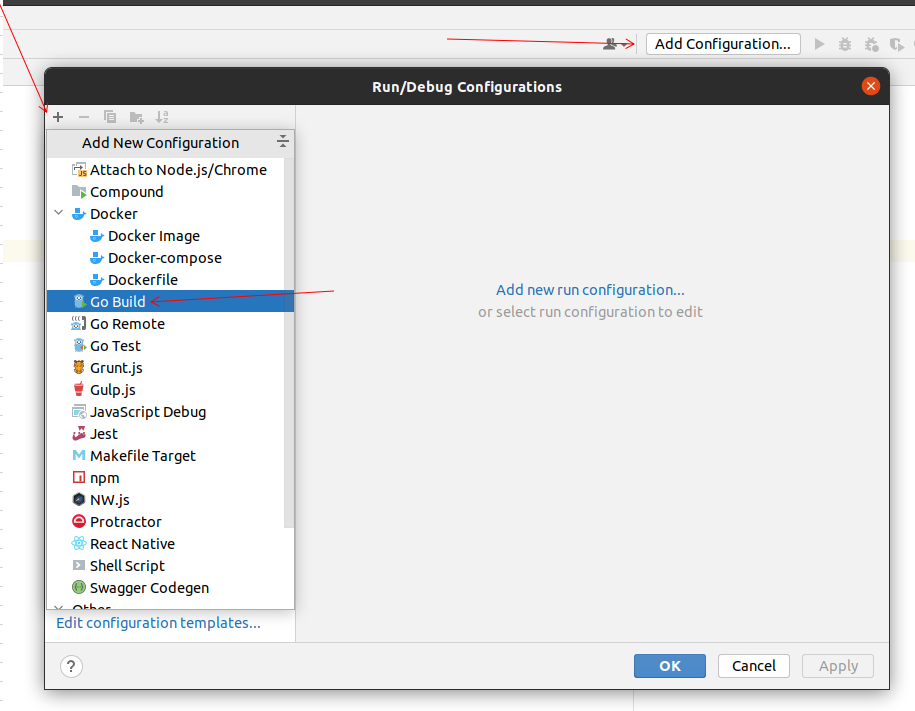 Add Configuration...
Run/Debug Configurations
Add New Configuration
Attach to Node.js/Chrome
Compound
Docker
Docker Image
Docker-compose
Dockerfile
Go Build
Go Remote
Go Test
Grunt.js
Gulp.js
JavaScript Debug
Jest
Makefile Target
npm
NW.js
Protractor
React Native
Shell Script
Swagger Codegen
Other
Edit configuration templates...
Add new run configuration...
or select run configuration to edit
?
OK
Cancel
Apply